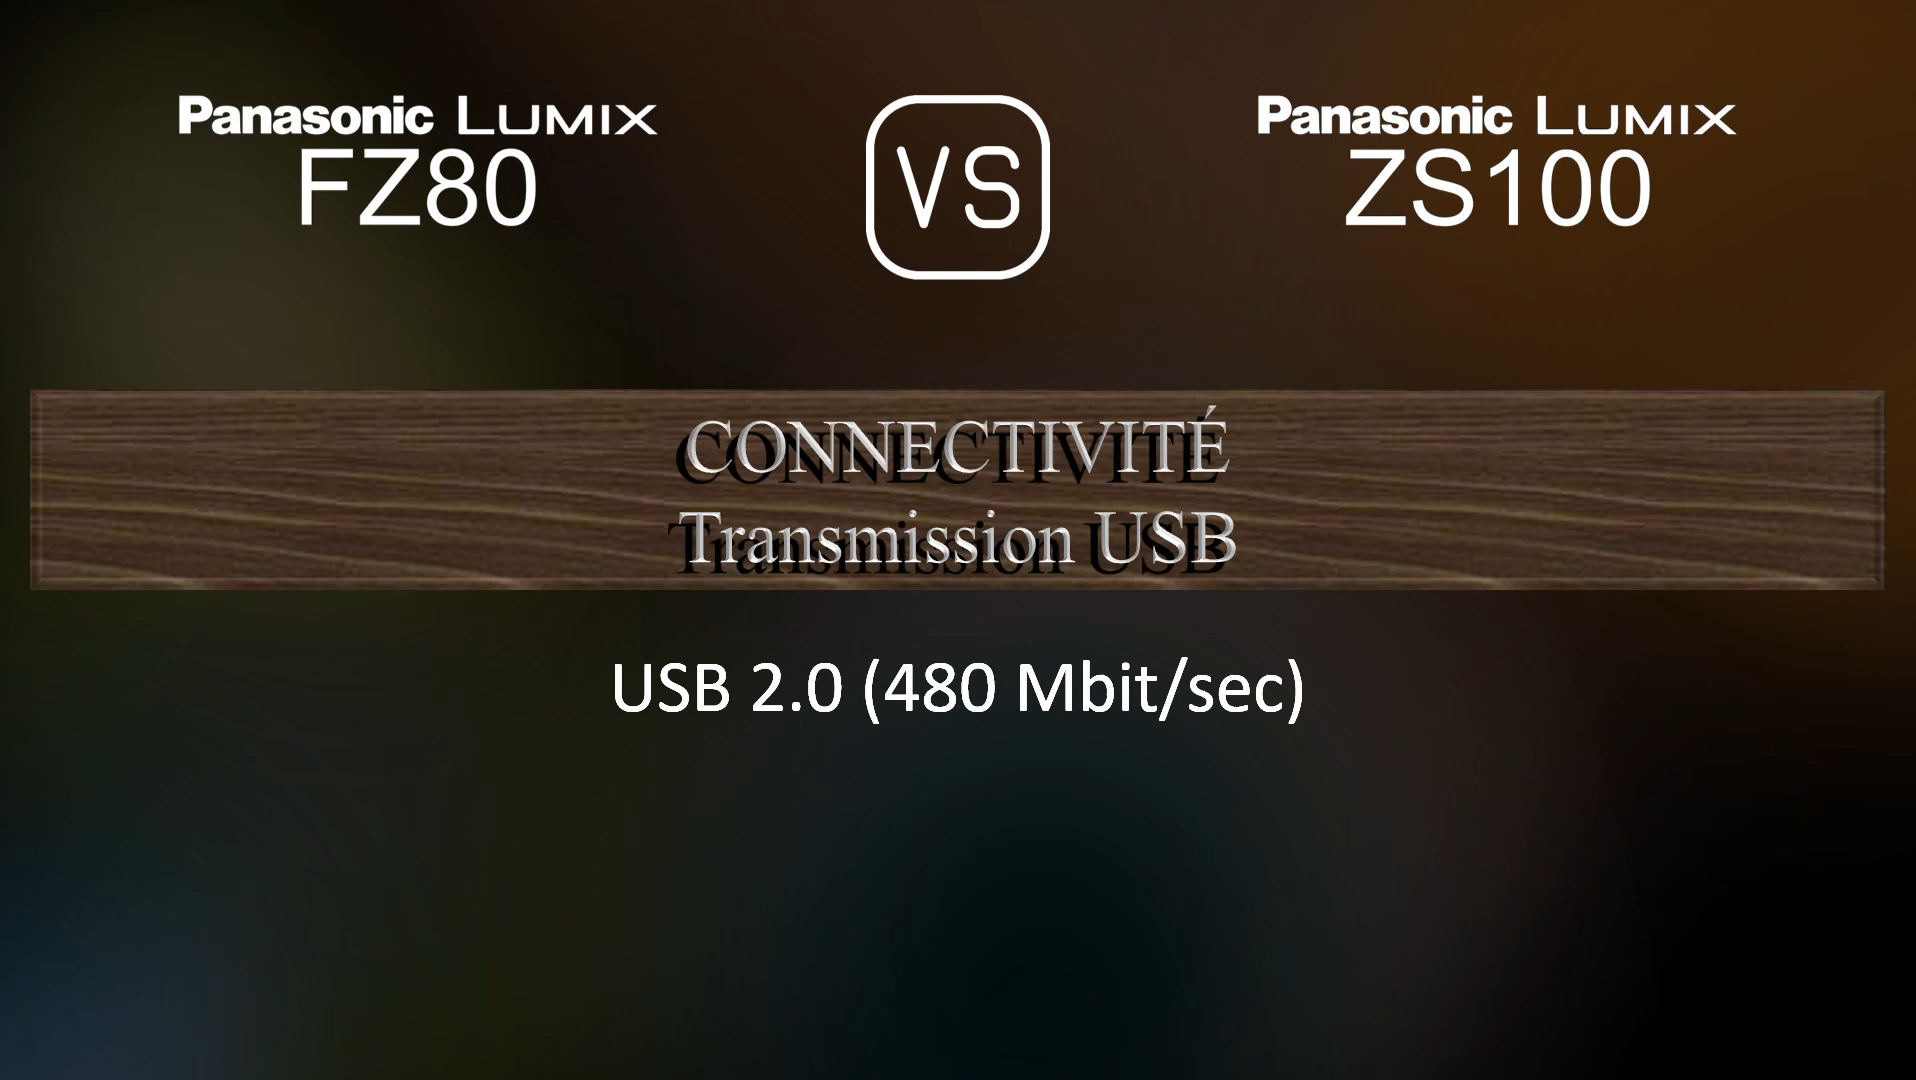 Panasonic LUMIX
FZ80
VS
Panasonic LUMIX
ZS100
CONNECTIVITÉ
Transmission USB
USB 2.0 (480 Mbit/sec)